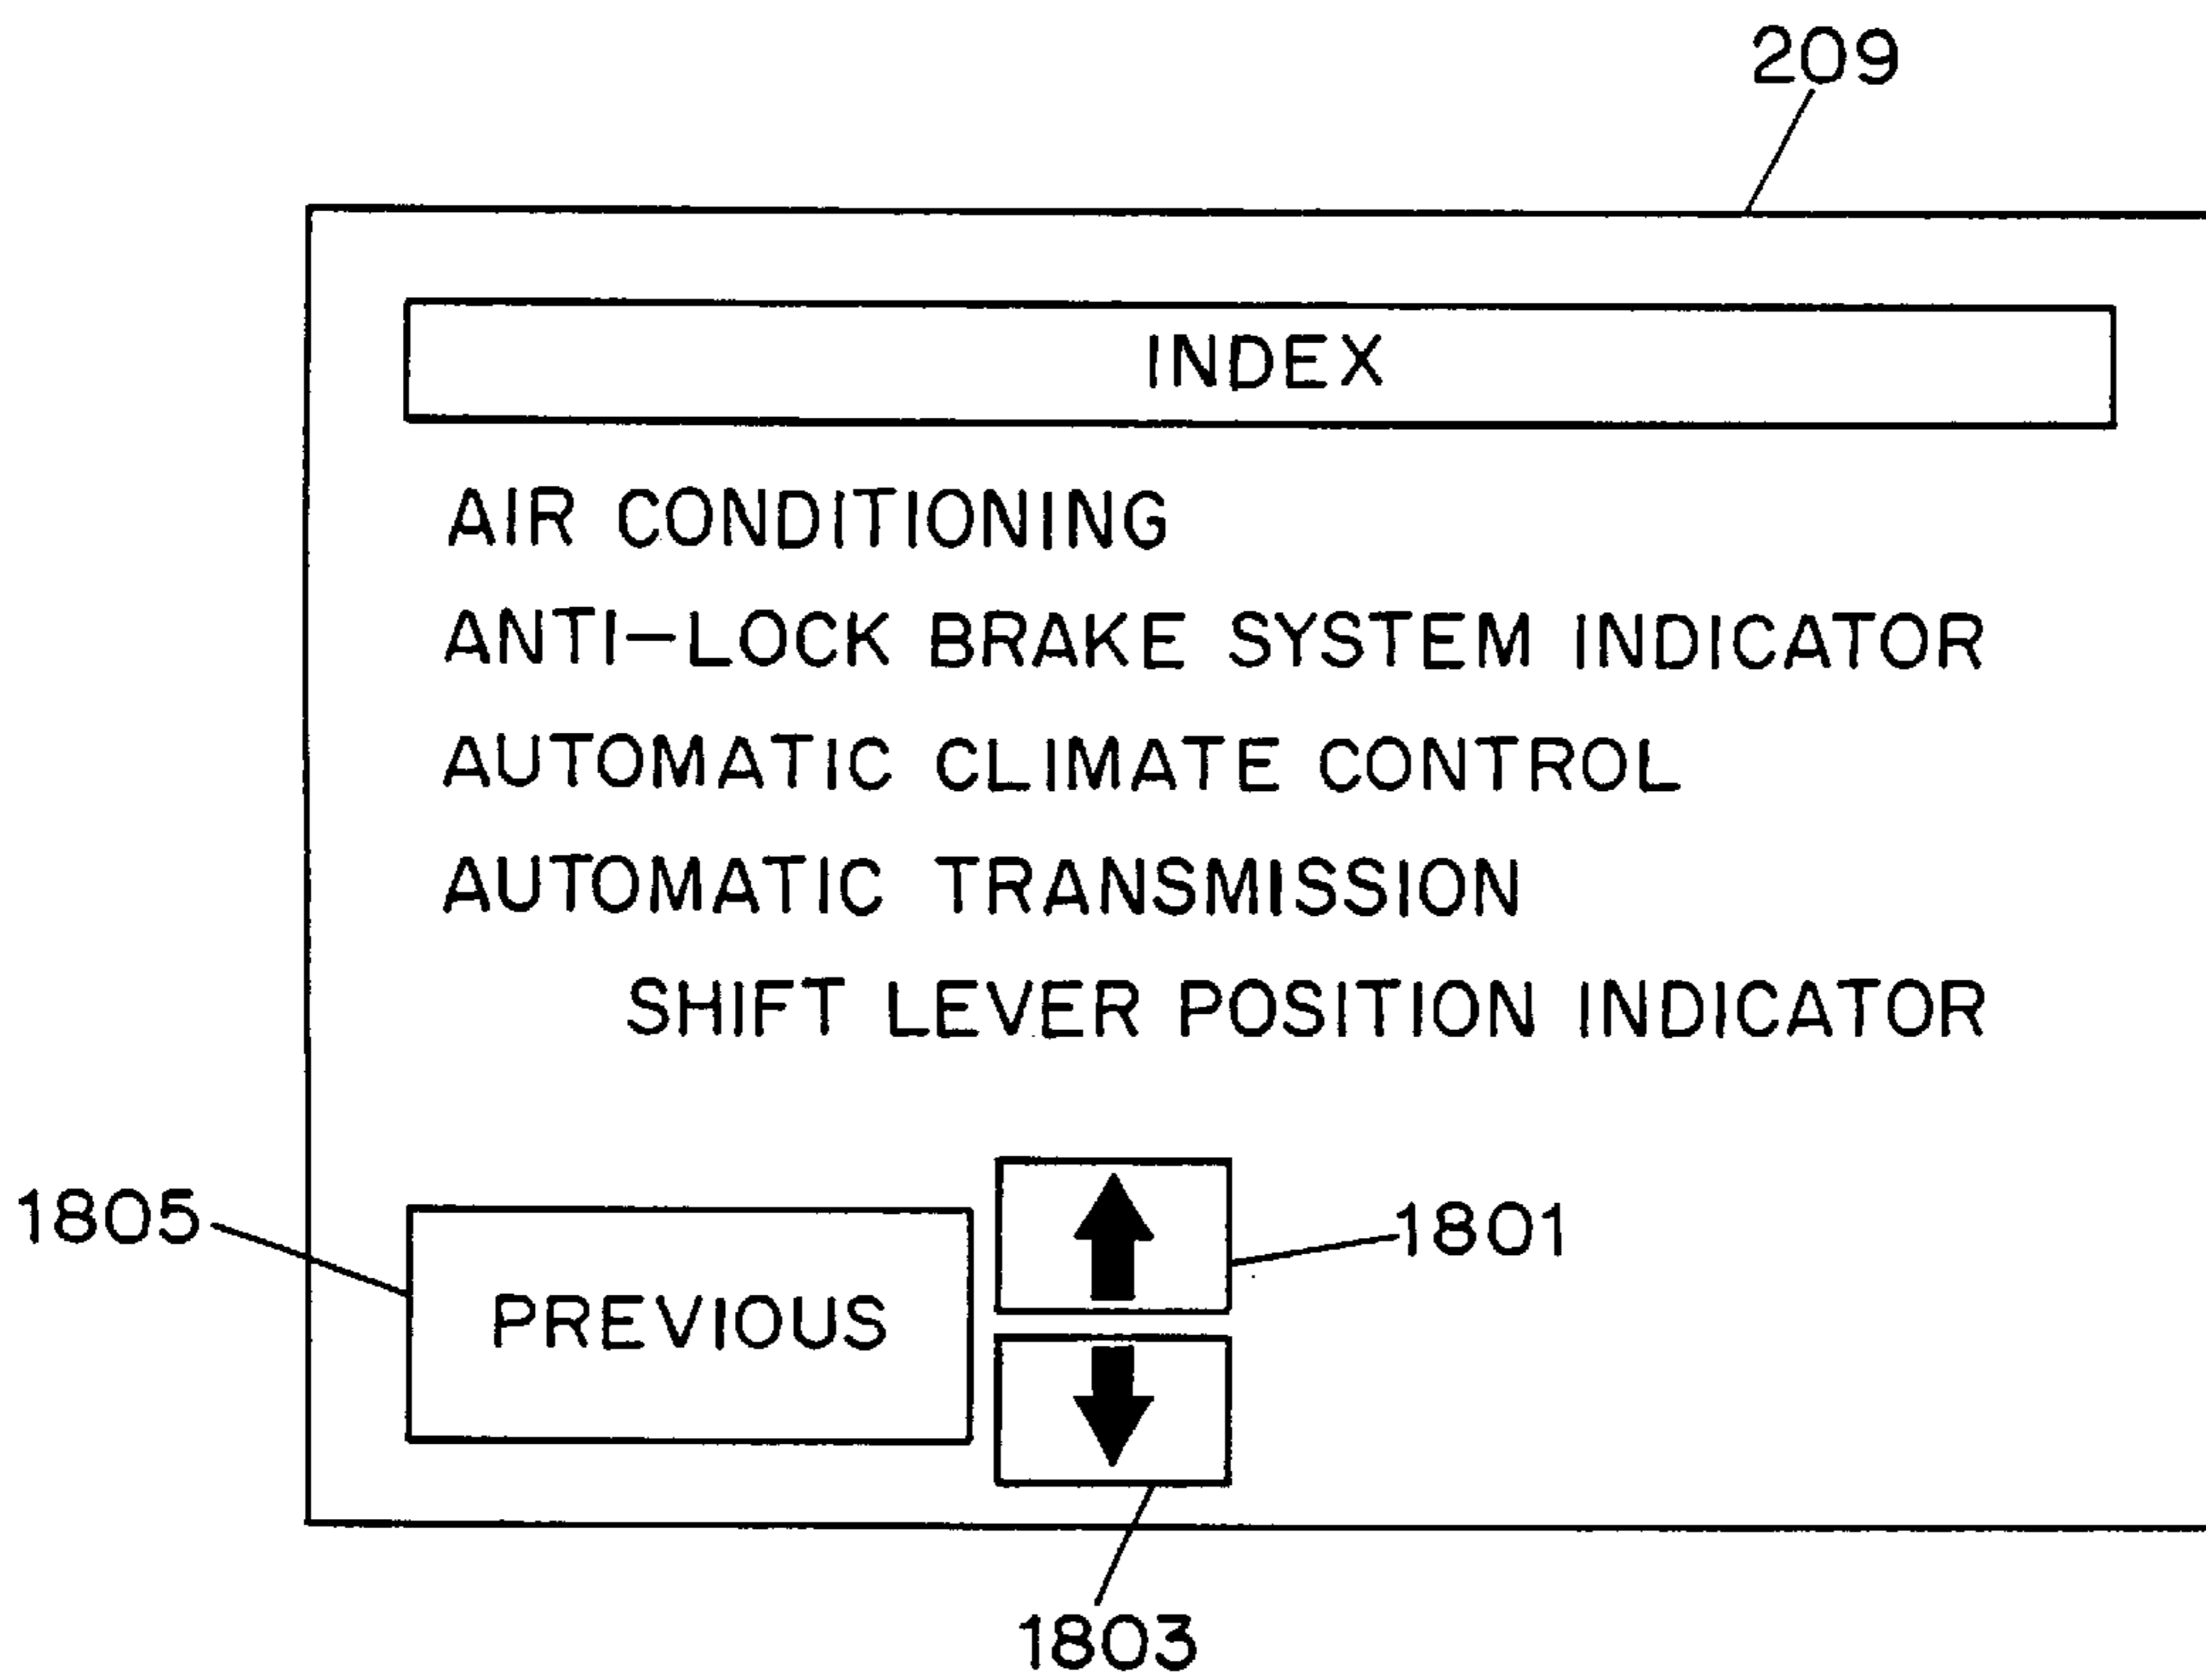 209
INDEX
AIR CONDITIONING
ANTI-LOCK BRAKE SYSTEM INDICATOR
AUTOMATIC CLIMATE CONTROL
AUTOMATIC TRANSMISSION
SHIFT LEVER POSITION INDICATOR
1805
1801
PREVIOUS
1803